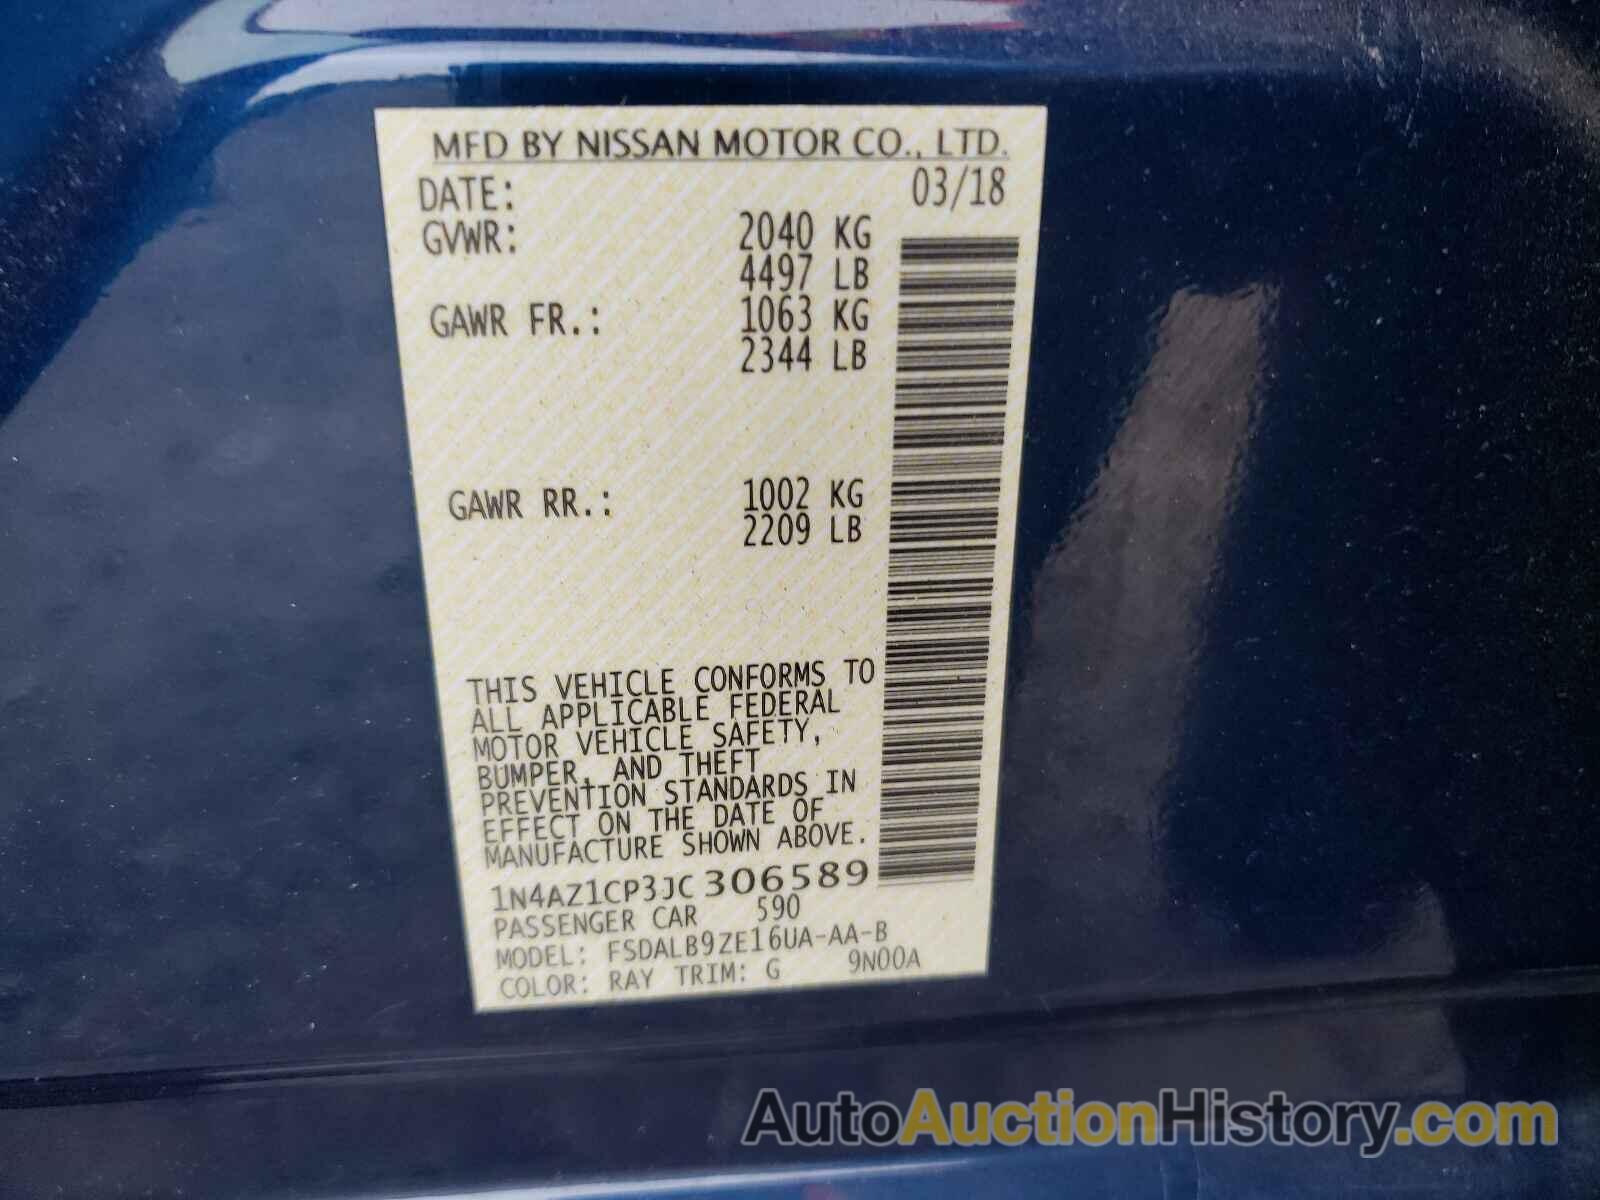 MFD BY NISSAN MOTOR CO., LTD.
DATE: 03/18
GVWR: 2040 KG
4497 LB
GAWR FR.: 1063 KG
2344 LB
GAWR RR.: 1002 KG
2209 LB
THIS VEHICLE CONFORMS TO
ALL APPLICABLE FEDERAL
MOTOR VEHICLE SAFETY,
BUMPER, AND THEFT
PREVENTION STANDARDS IN
EFFECT ON THE DATE OF
MANUFACTURE SHOWN ABOVE.
1N4AZ1CP3JC306589
PASSENGER CAR 590
MODEL: FSDALB9ZE16UA-AA-B
COLOR: RAY TRIM: G 9N00A
AutoAuctionHistory.com